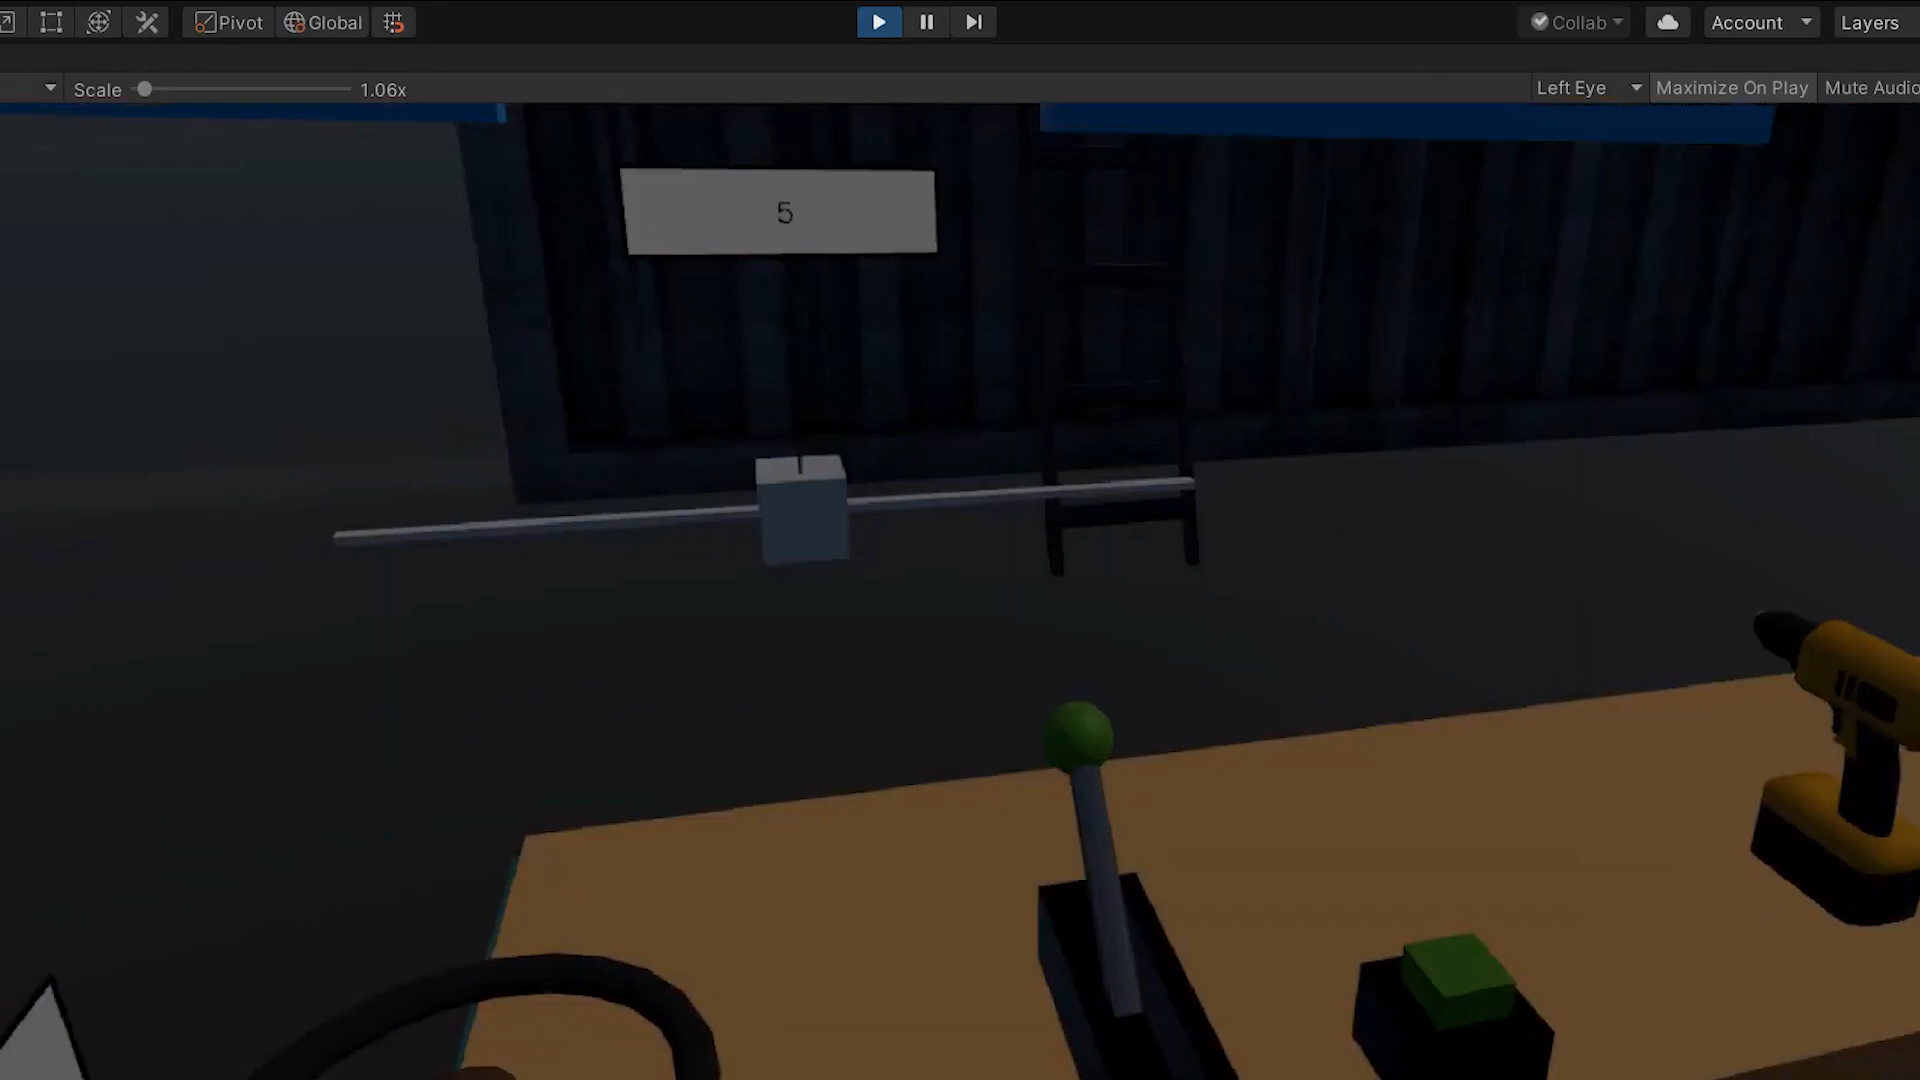 Pivot Global Collab Account Layers
Scale 1.06x Left Eye Maximize On Play Mute Audio
5